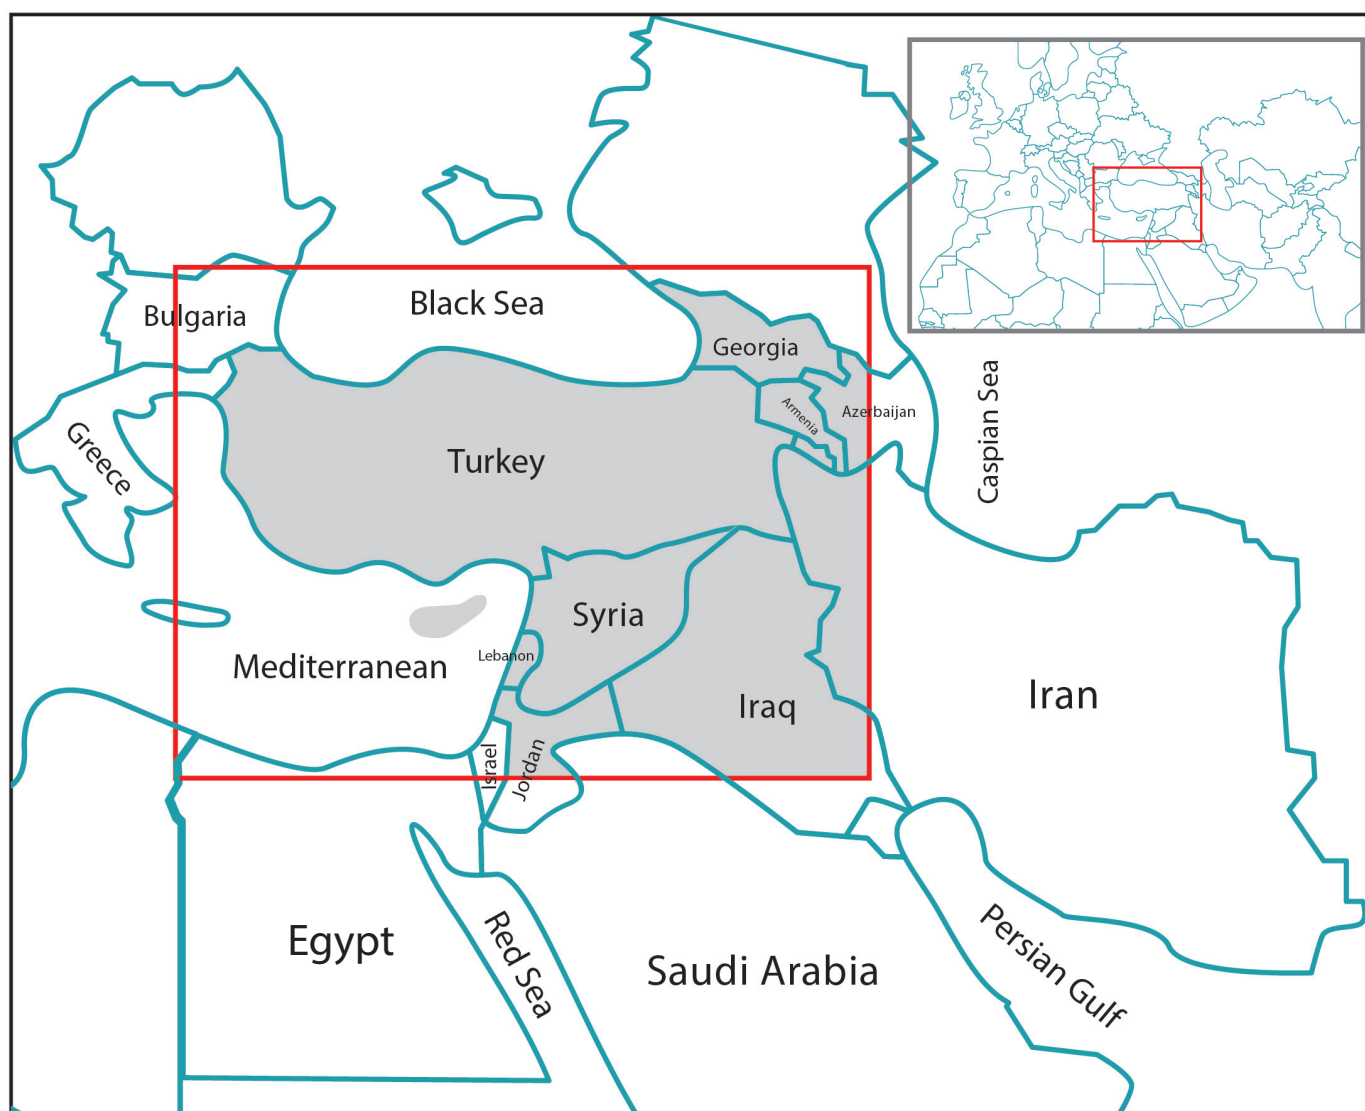 Bulgaria
Black Sea
Georgia
Armenia
Azerbaijan
Caspian Sea
Greece
Turkey
Syria
Lebanon
Mediterranean
Iraq
Iran
Israel
Jordan
Egypt
Red Sea
Saudi Arabia
Persian Gulf